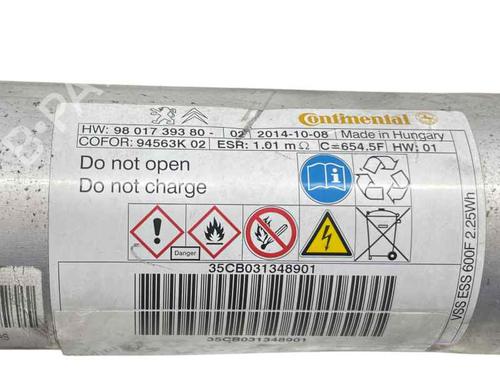 Continental
HW: 98 017 393 80 - 02 2014-10-08 Made in Hungary
COFOR: 94563K 02 ESR: 1.01 mΩ C=654.5F HW: 01
Do not open
Do not charge
Danger
35CB031348901
35CB031348901
VSS ESS 600F 2.25Wh